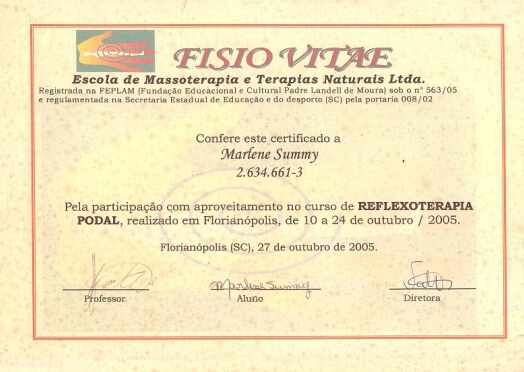 FISIO VITAE
Escola de Massoterapia e Terapias Naturais Ltda.
Registrada na FEPLAM (Fundação Educacional e Cultural Padre Landell de Moura) sob o nº 563/05
e regulamentada na Secretaria Estadual de Educação e do desporto (SC) pela portaria 008/02
Confere este certificado a
Marlene Summy
2.634.661-3
Pela participação com aproveitamento no curso de REFLEXOTERAPIA
PODAL, realizado em Florianópolis, de 10 a 24 de outubro / 2005.
Florianópolis (SC), 27 de outubro de 2005.
Marlene Summy
Professor Aluno Diretora